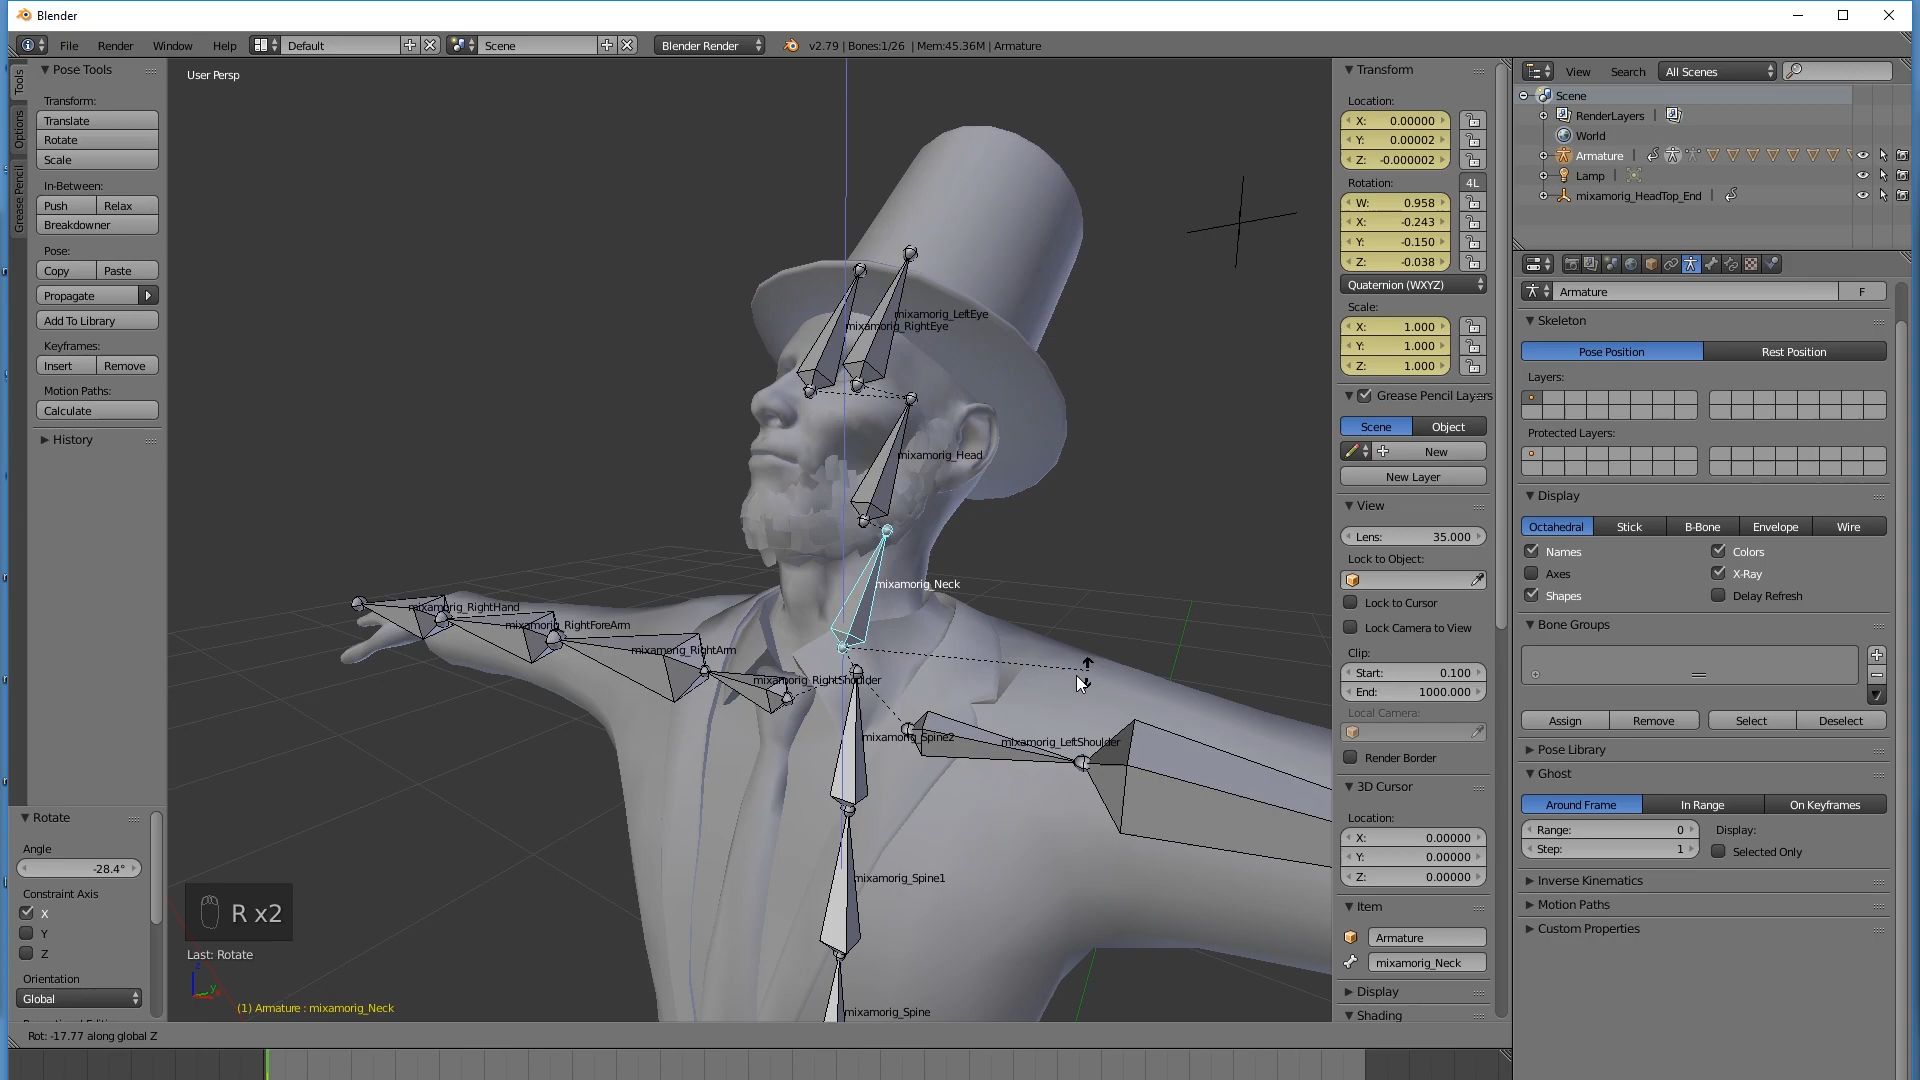 Blender
File Render Window Help Default Scene Blender Render v2.79 | Bones:1/26 | Mem:45.36M | Armature
Tools
Options
Grease Pencil
Pose Tools
Transform:
Translate
Rotate
Scale
In-Between:
Push Relax
Breakdowner
Pose:
Copy Paste
Propagate
Add To Library
Keyframes:
Insert Remove
Motion Paths:
Calculate
History
Rotate
Angle
-28.4°
Constraint Axis
X
Y
Z
Orientation
Global
User Persp
mixamorig_LeftEye
mixamorig_RightEye
mixamorig_Head
mixamorig_Neck
mixamorig_RightHand
mixamorig_RightForeArm
mixamorig_RightArm
mixamorig_RightShoulder
mixamorig_Spine2
mixamorig_LeftShoulder
mixamorig_Spine1
mixamorig_Spine
R x2
Last: Rotate
z
y
(1) Armature : mixamorig_Neck
Rot: -17.77 along global Z
Transform
Location:
X: 0.00000
Y: 0.00002
Z: -0.000002
Rotation: 4L
W: 0.958
X: -0.243
Y: -0.150
Z: -0.038
Quaternion (WXYZ)
Scale:
X: 1.000
Y: 1.000
Z: 1.000
Grease Pencil Layers
Scene Object
New
New Layer
View
Lens: 35.000
Lock to Object:
Lock to Cursor
Lock Camera to View
Clip:
Start: 0.100
End: 1000.000
Local Camera:
Render Border
3D Cursor
Location:
X: 0.00000
Y: 0.00000
Z: 0.00000
Item
Armature
mixamorig_Neck
Display
Shading
View Search All Scenes
Scene
RenderLayers
World
Armature
Lamp
mixamorig_HeadTop_End
Armature F
Skeleton
Pose Position Rest Position
Layers:
Protected Layers:
Display
Octahedral Stick B-Bone Envelope Wire
Names Colors
Axes X-Ray
Shapes Delay Refresh
Bone Groups
Assign Remove Select Deselect
Pose Library
Ghost
Around Frame In Range On Keyframes
Range: 0 Display:
Step: 1 Selected Only
Inverse Kinematics
Motion Paths
Custom Properties